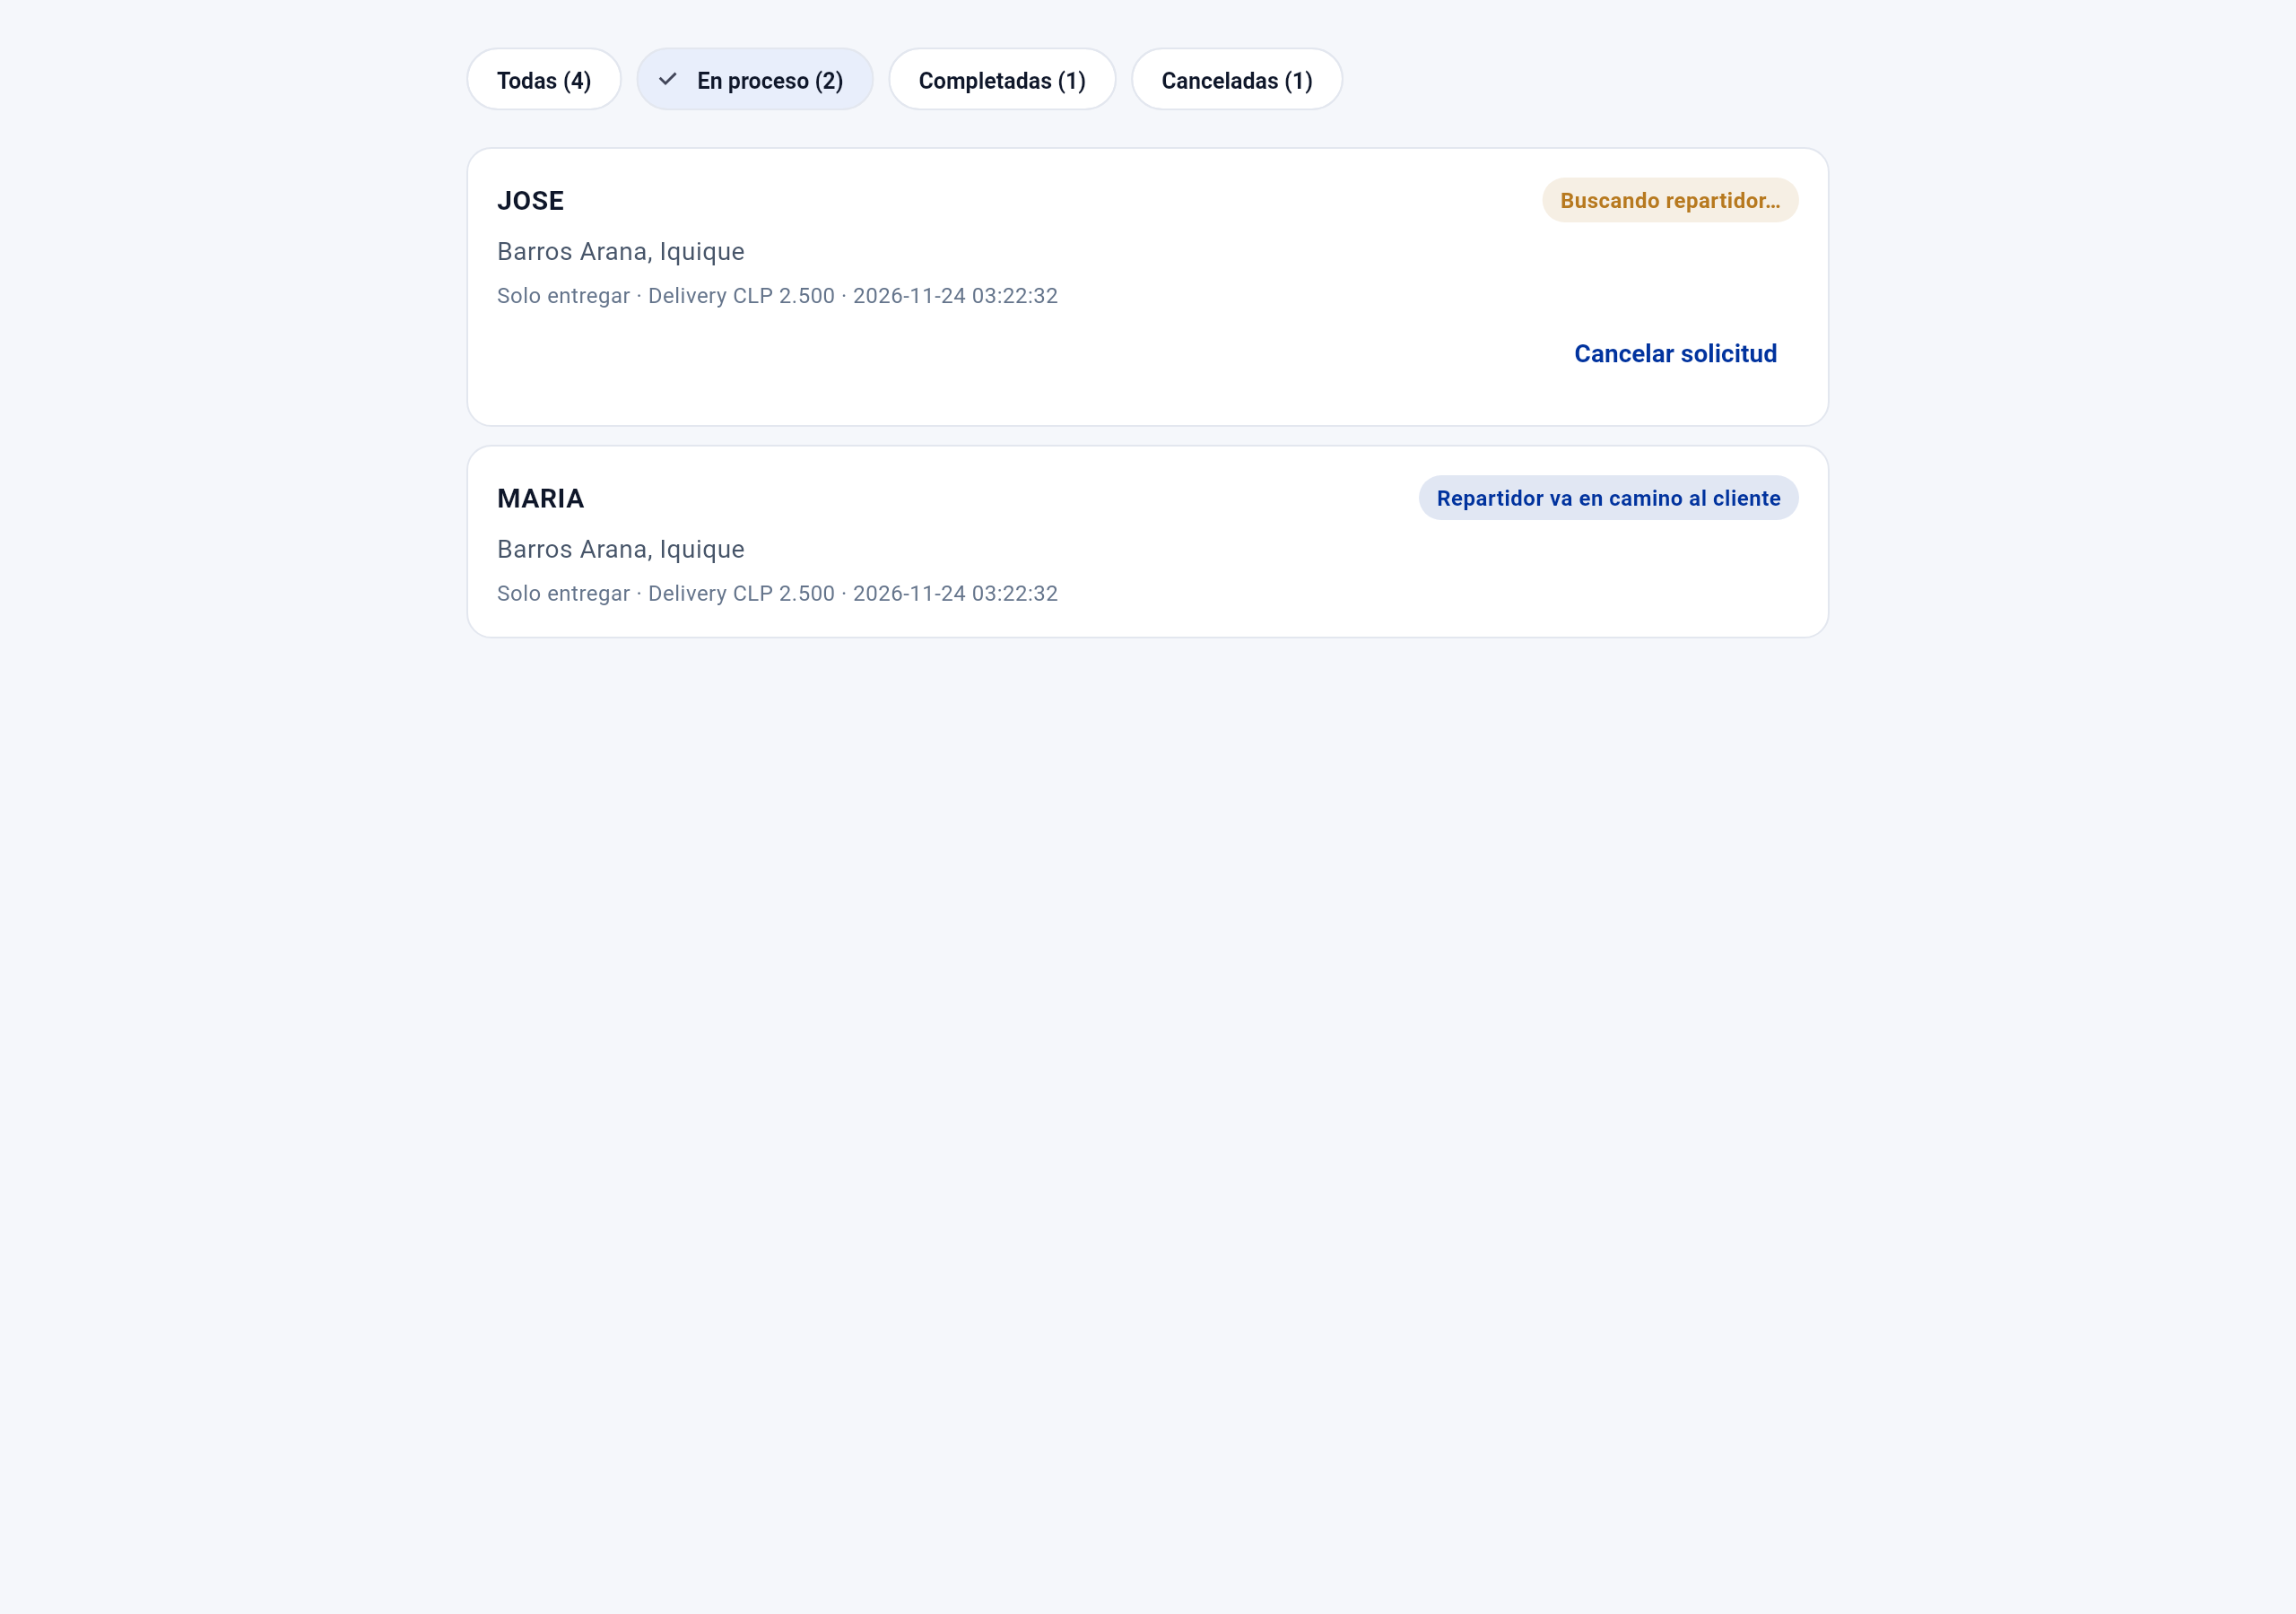 Todas (4)
En proceso (2)
Completadas (1)
Canceladas (1)
JOSE
Buscando repartidor…
Barros Arana, Iquique
Solo entregar · Delivery CLP 2.500 · 2026-11-24 03:22:32
Cancelar solicitud
MARIA
Repartidor va en camino al cliente
Barros Arana, Iquique
Solo entregar · Delivery CLP 2.500 · 2026-11-24 03:22:32